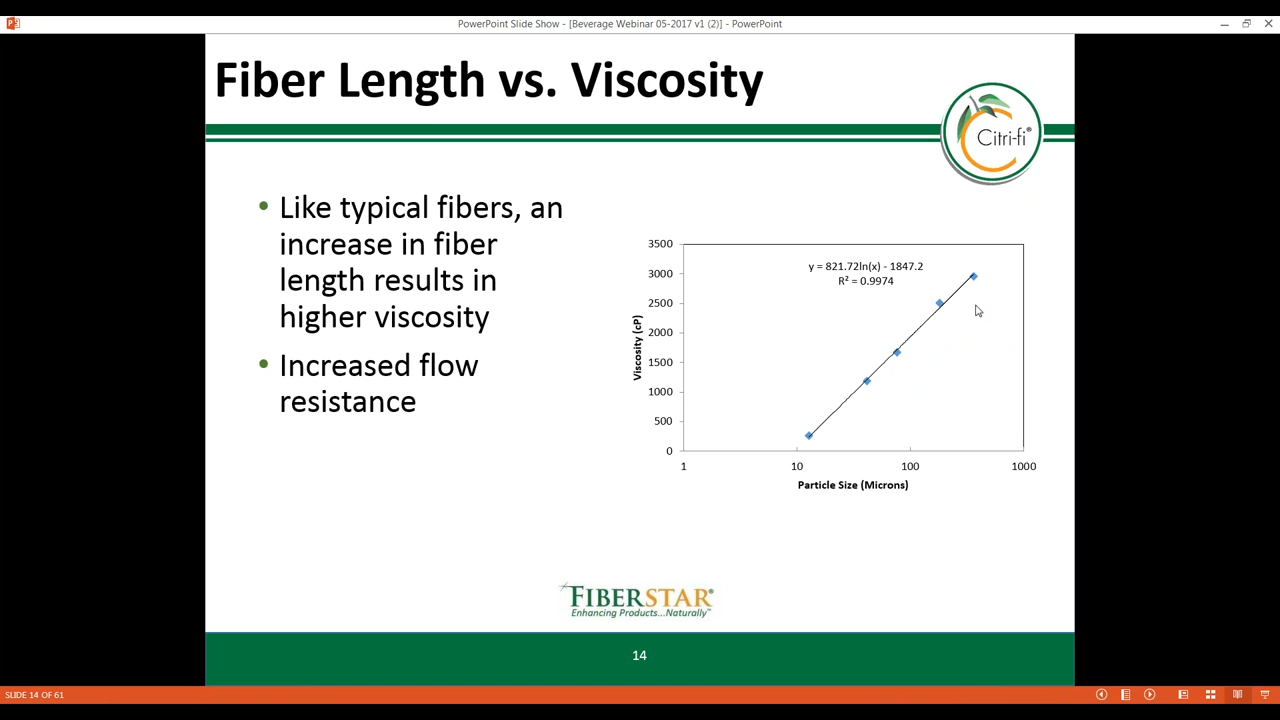 PowerPoint Slide Show - [Beverage Webinar 05-2017 v1 (2)] - PowerPoint
Fiber Length vs. Viscosity
Citri-fi®
• Like typical fibers, an
increase in fiber
length results in
higher viscosity
• Increased flow
resistance
3500
3000
2500
2000
1500
1000
500
0
Viscosity (cP)
y = 821.72ln(x) - 1847.2
R² = 0.9974
1 10 100 1000
Particle Size (Microns)
FIBERSTAR®
Enhancing Products...Naturally™
14
SLIDE 14 OF 61